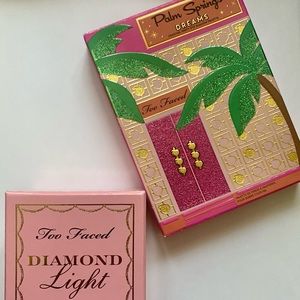 Palm Springs
DREAMS
Too Faced
Too Faced
DIAMOND
Light